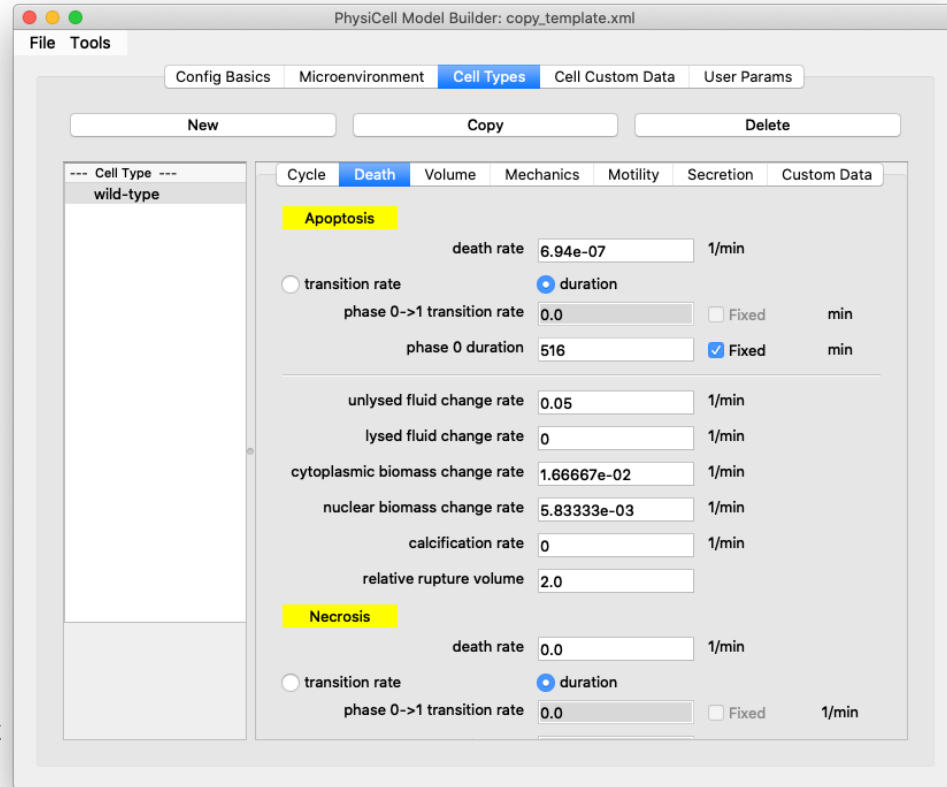 PhysiCell Model Builder: copy_template.xml
File Tools
Config Basics Microenvironment Cell Types Cell Custom Data User Params
New Copy Delete
--- Cell Type ---
wild-type
Cycle Death Volume Mechanics Motility Secretion Custom Data
Apoptosis
death rate 6.94e-07 1/min
transition rate duration
phase 0->1 transition rate 0.0 Fixed min
phase 0 duration 516 Fixed min
unlysed fluid change rate 0.05 1/min
lysed fluid change rate 0 1/min
cytoplasmic biomass change rate 1.66667e-02 1/min
nuclear biomass change rate 5.83333e-03 1/min
calcification rate 0 1/min
relative rupture volume 2.0
Necrosis
death rate 0.0 1/min
transition rate duration
phase 0->1 transition rate 0.0 Fixed 1/min